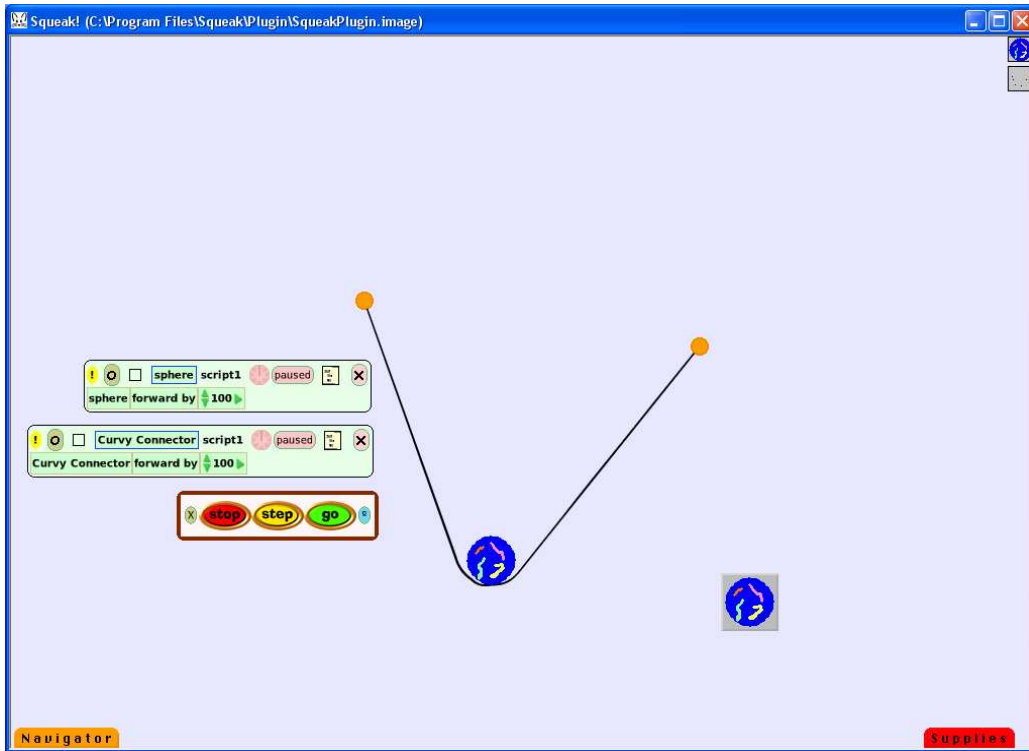 Squeak! (C:\Program Files\Squeak\Plugin\SqueakPlugin.image)
! sphere script1 paused
sphere forward by 100
! Curvy Connector script1 paused
Curvy Connector forward by 100
X stop step go
Navigator
Supplies